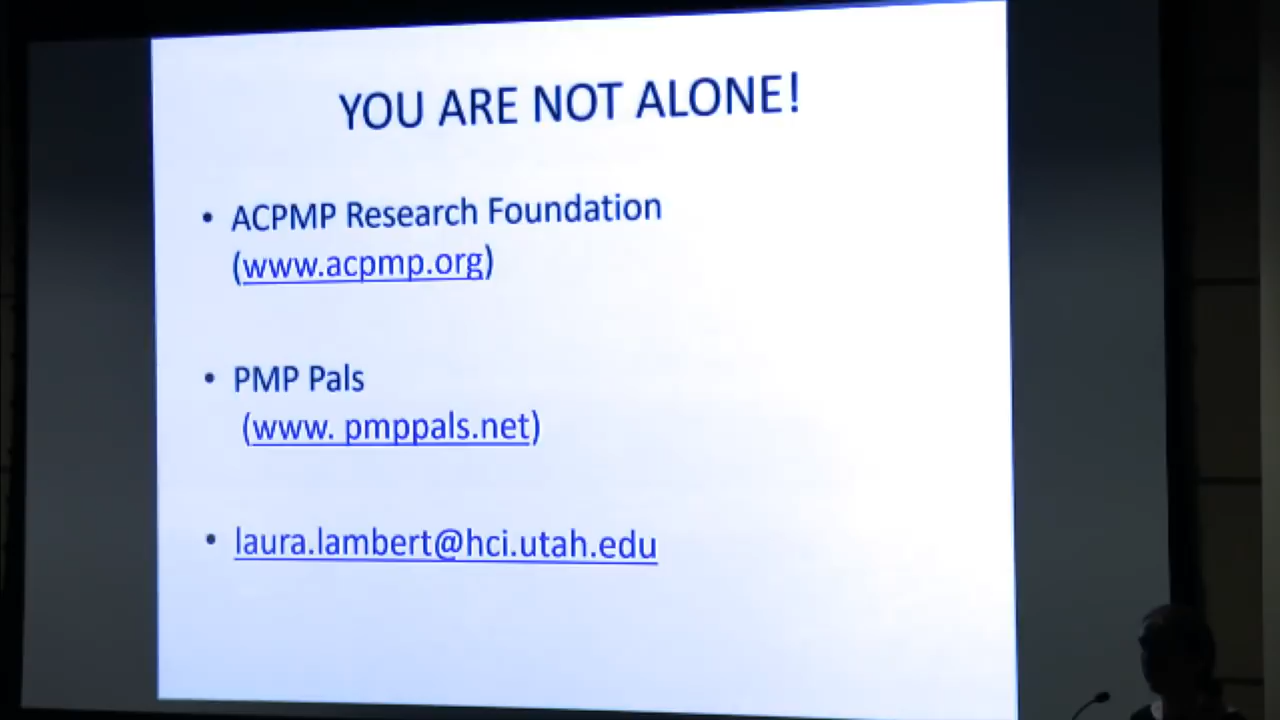 YOU ARE NOT ALONE!
• ACPMP Research Foundation
(www.acpmp.org)
• PMP Pals
(www. pmppals.net)
• laura.lambert@hci.utah.edu